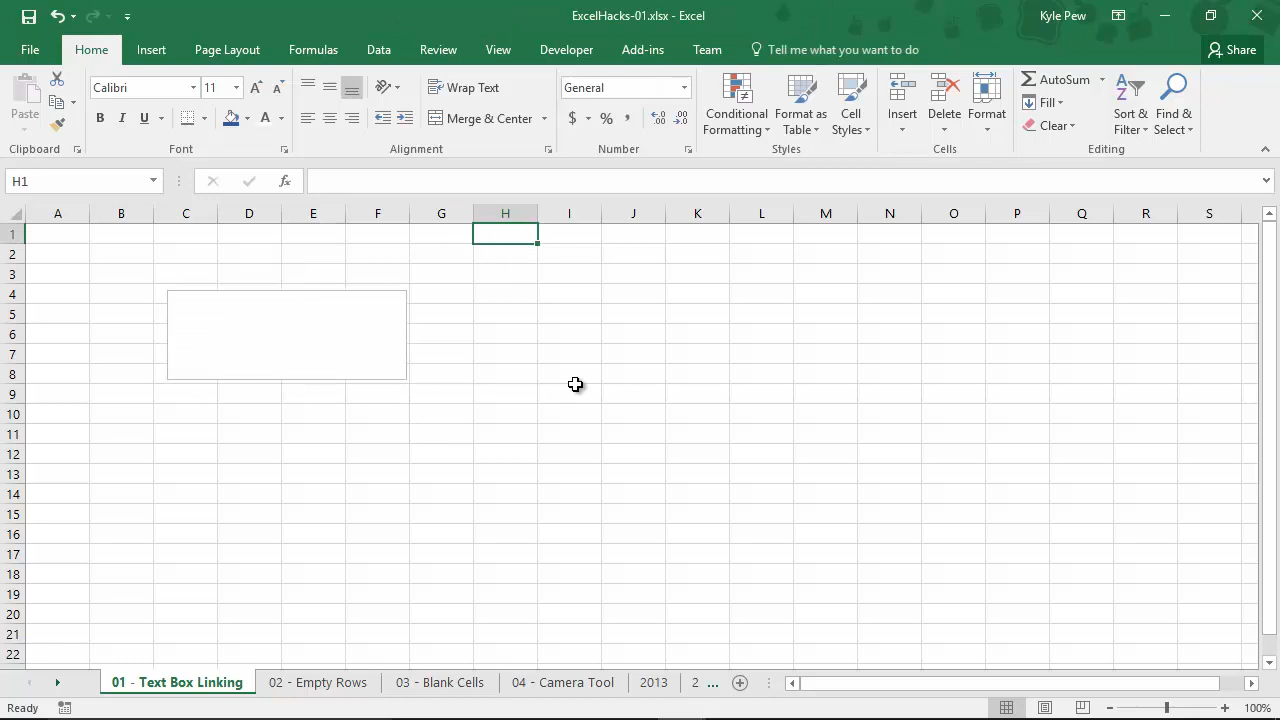 ExcelHacks-01.xlsx - Excel
Kyle Pew
File Home Insert Page Layout Formulas Data Review View Developer Add-ins Team Tell me what you want to do Share
Paste
Clipboard
Calibri 11
B I U A
Font
Wrap Text
Merge & Center
Alignment
General
$ % ,
Number
Conditional Formatting
Format as Table
Cell Styles
Styles
Insert
Delete
Format
Cells
AutoSum
Fill
Clear
Sort & Filter
Find & Select
Editing
H1
fx
A B C D E F G H I J K L M N O P Q R S
1
2
3
4
5
6
7
8
9
10
11
12
13
14
15
16
17
18
19
20
21
22
01 - Text Box Linking 02 - Empty Rows 03 - Blank Cells 04 - Camera Tool 2013 2 ...
Ready
100%